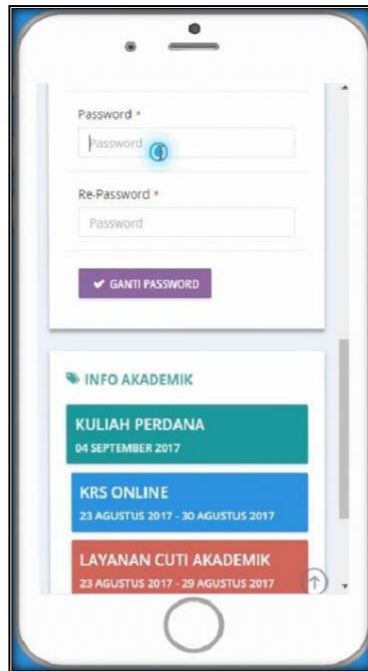 Password *
Password
Re-Password *
Password
GANTI PASSWORD
INFO AKADEMIK
KULIAH PERDANA
04 SEPTEMBER 2017
KRS ONLINE
23 AGUSTUS 2017 - 30 AGUSTUS 2017
LAYANAN CUTI AKADEMIK
23 AGUSTUS 2017 - 29 AGUSTUS 2017